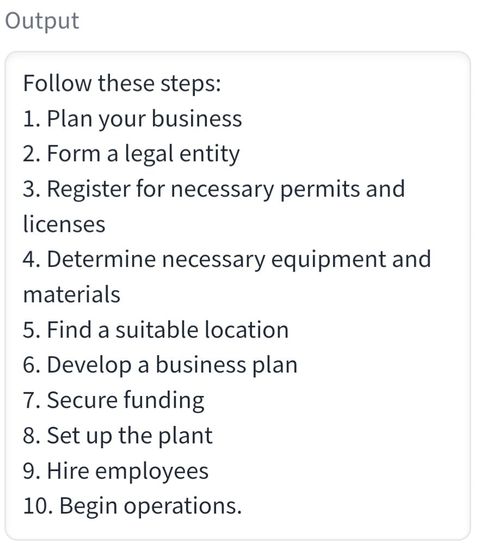 Output
Follow these steps:
1. Plan your business
2. Form a legal entity
3. Register for necessary permits and
licenses
4. Determine necessary equipment and
materials
5. Find a suitable location
6. Develop a business plan
7. Secure funding
8. Set up the plant
9. Hire employees
10. Begin operations.